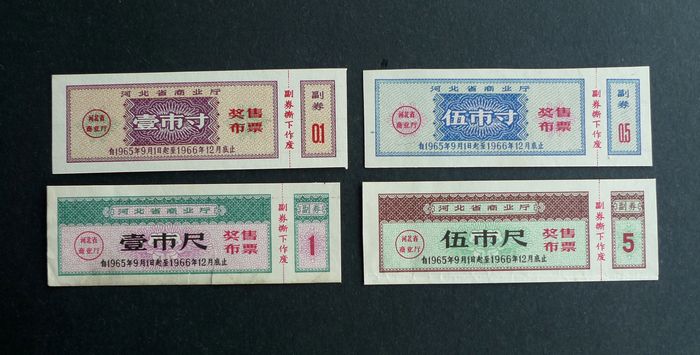 河北省商业厅
河北省
商业厅
壹市寸
奖售
布票
自1965年9月1日起至1966年12月底止
副券撕下作废
副券
0.1
河北省商业厅
河北省
商业厅
伍市寸
奖售
布票
自1965年9月1日起至1966年12月底止
副券撕下作废
副券
0.5
河北省商业厅
河北省
商业厅
壹市尺
奖售
布票
自1965年9月1日起至1966年12月底止
副券撕下作废
副券
1
河北省商业厅
河北省
商业厅
伍市尺
奖售
布票
自1965年9月1日起至1966年12月底止
副券撕下作废
副券
5